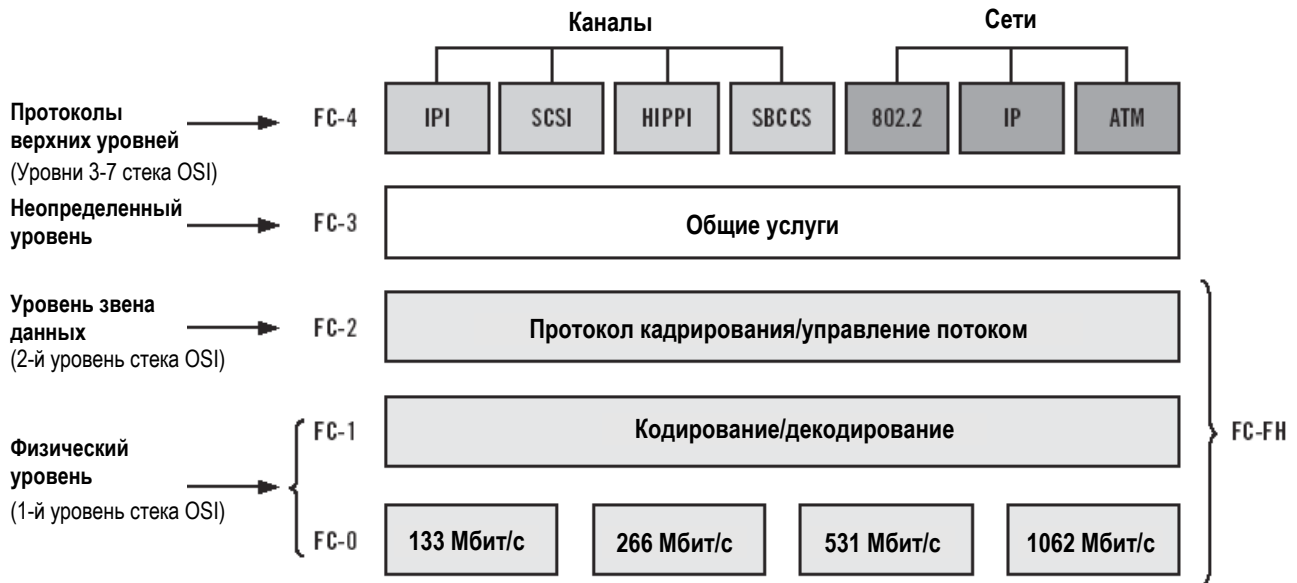 Каналы
Сети
Протоколы
верхних уровней
(Уровни 3-7 стека OSI)
FC-4
IPI
SCSI
HIPPI
SBCCS
802.2
IP
ATM
Неопределенный
уровень
FC-3
Общие услуги
Уровень звена
данных
(2-й уровень стека OSI)
FC-2
Протокол кадрирования/управление потоком
Физический
уровень
(1-й уровень стека OSI)
FC-1
Кодирование/декодирование
FC-0
133 Мбит/с
266 Мбит/с
531 Мбит/с
1062 Мбит/с
FC-FH